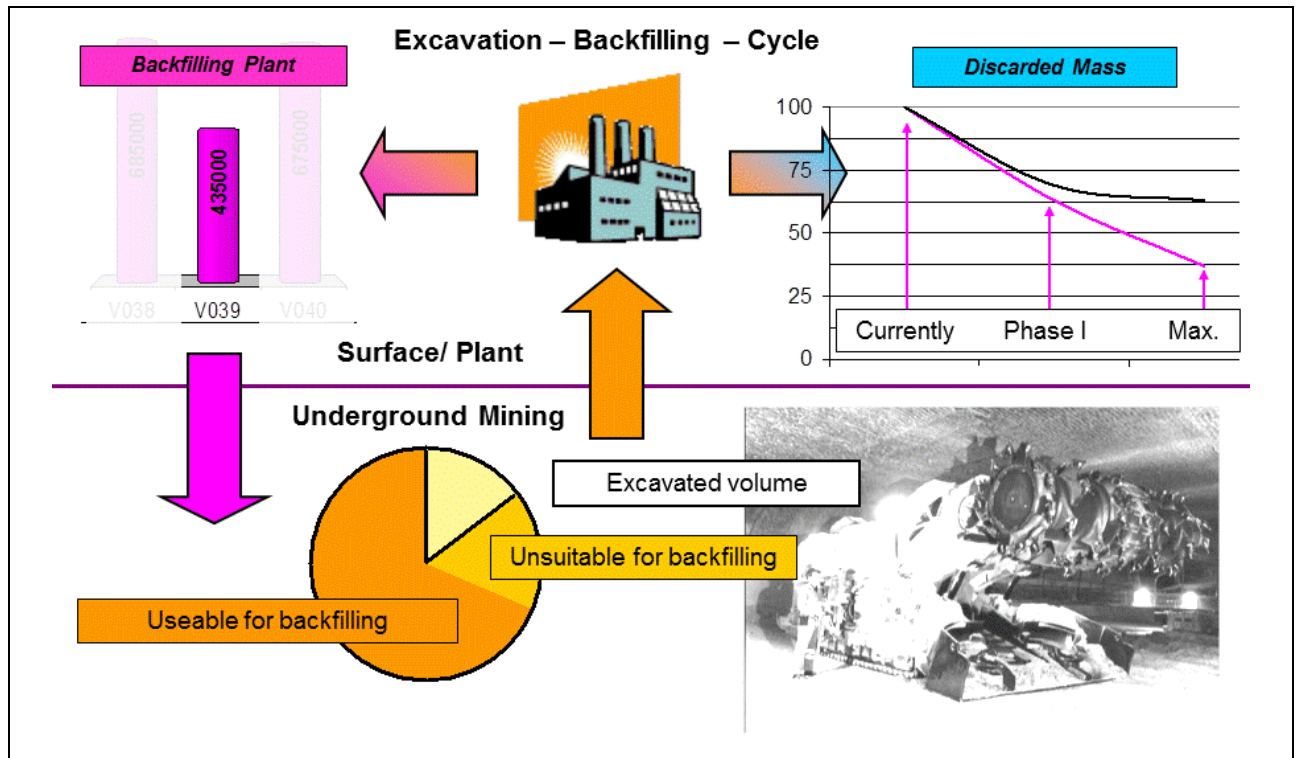 Excavation – Backfilling – Cycle
Backfilling Plant
Discarded Mass
685000
435000
675000
V038
V039
V040
100
75
50
25
0
Currently
Phase I
Max.
Surface/ Plant
Underground Mining
Excavated volume
Unsuitable for backfilling
Useable for backfilling